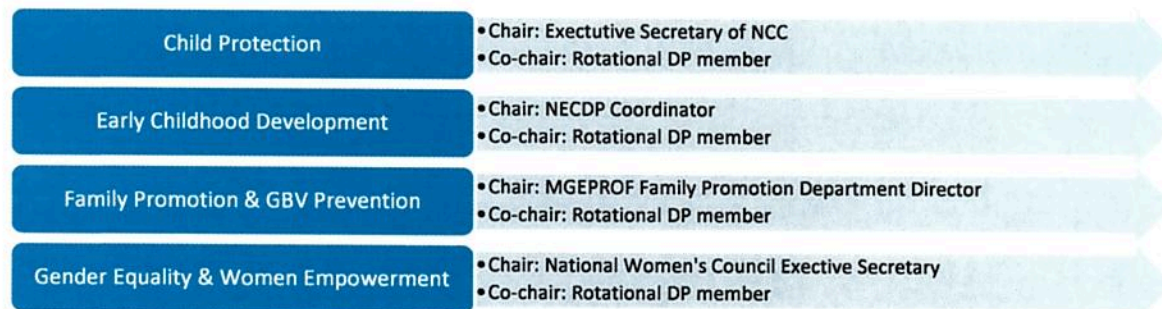 Child Protection
•Chair: Exectutive Secretary of NCC
•Co-chair: Rotational DP member
Early Childhood Development
•Chair: NECDP Coordinator
•Co-chair: Rotational DP member
Family Promotion & GBV Prevention
•Chair: MGEPROF Family Promotion Department Director
•Co-chair: Rotational DP member
Gender Equality & Women Empowerment
•Chair: National Women's Council Exective Secretary
•Co-chair: Rotational DP member